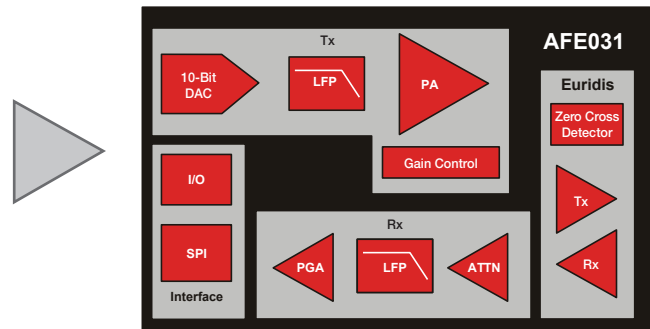 Tx
AFE031
10-Bit
DAC
LFP
PA
Gain Control
Euridis
Zero Cross
Detector
Tx
Rx
I/O
SPI
Interface
Rx
PGA
LFP
ATTN